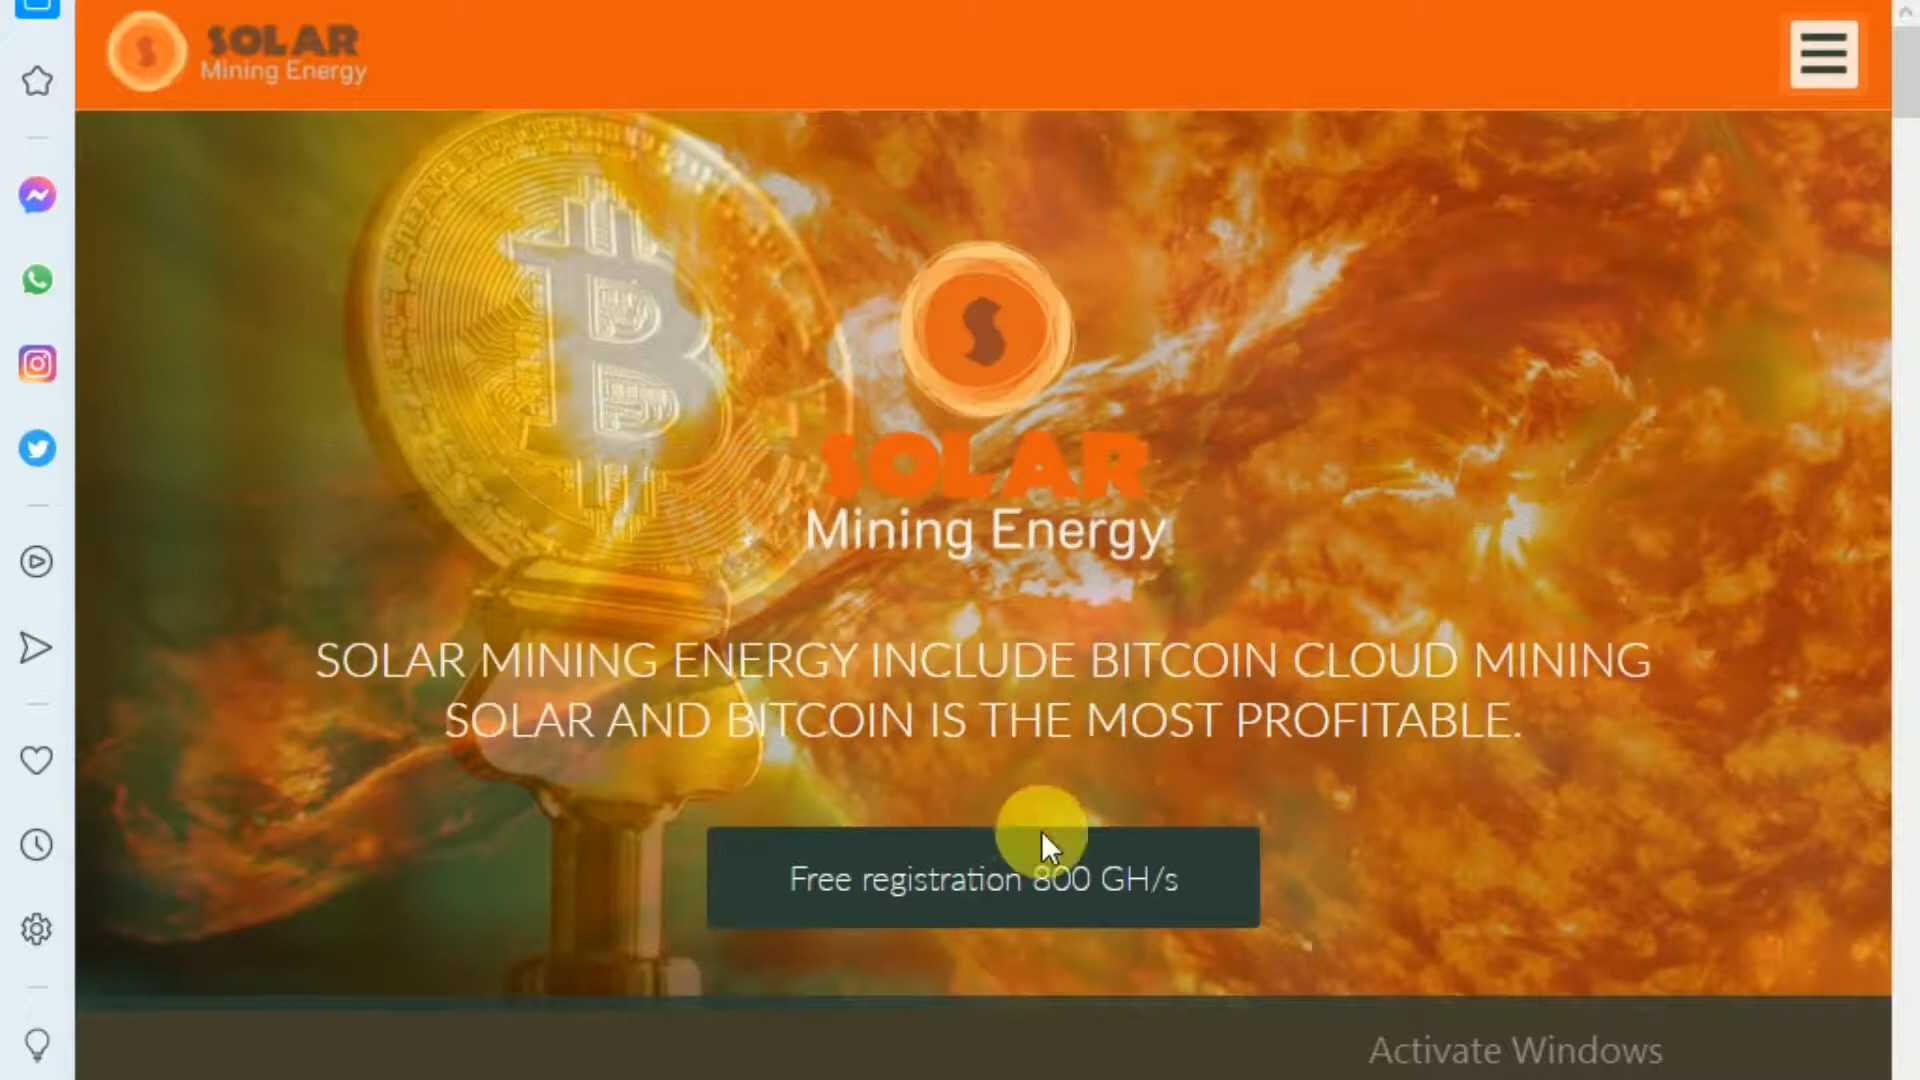 SOLAR
Mining Energy
SOLAR
Mining Energy
SOLAR MINING ENERGY INCLUDE BITCOIN CLOUD MINING
SOLAR AND BITCOIN IS THE MOST PROFITABLE.
Free registration 800 GH/s
Activate Windows